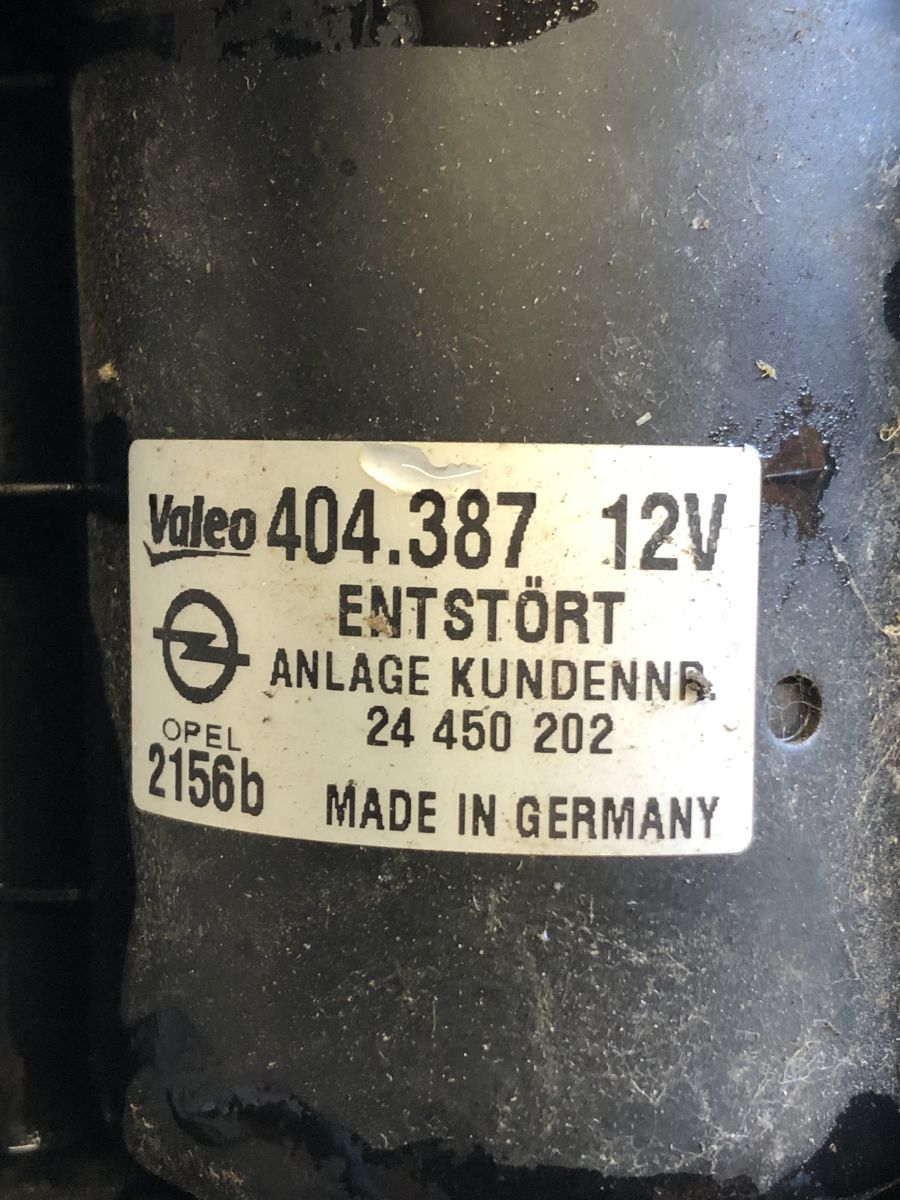 Valeo 404.387 12V
ENTSTÖRT
ANLAGE KUNDENNR.
24 450 202
OPEL
2156b
MADE IN GERMANY